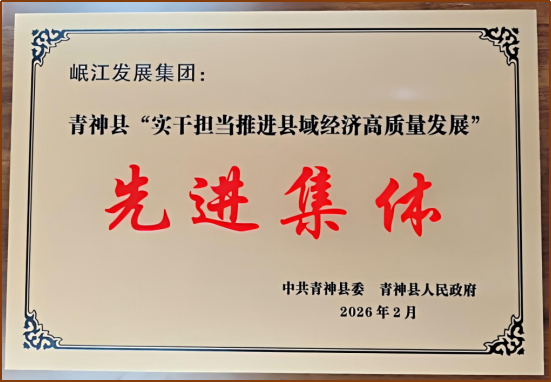 岷江发展集团：
青神县“实干担当推进县域经济高质量发展”
先进集体
中共青神县委 青神县人民政府
2026年2月